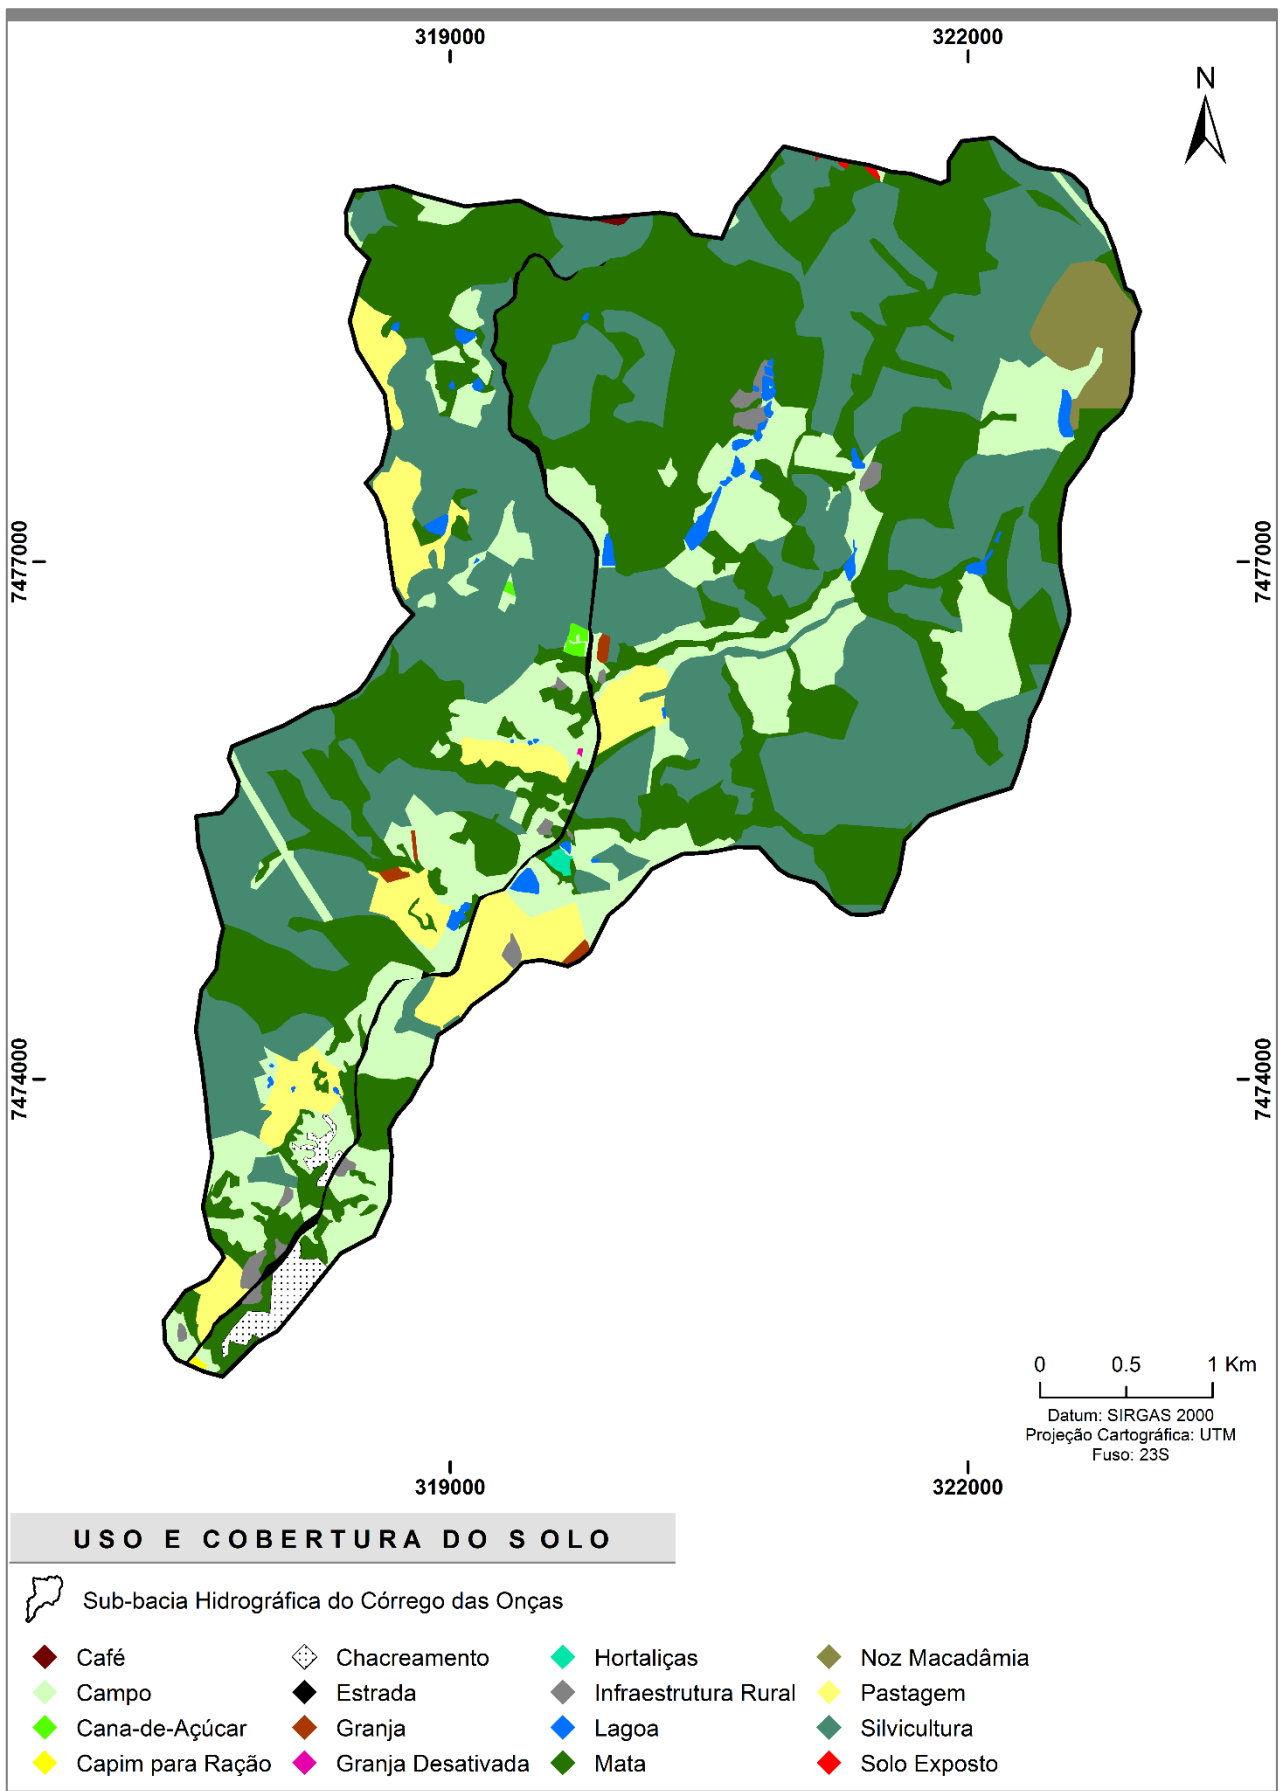 319000 322000
N
7477000 7477000
7474000 7474000
0 0.5 1 Km
Datum: SIRGAS 2000
Projeção Cartográfica: UTM
Fuso: 23S
319000 322000
USO E COBERTURA DO SOLO
Sub-bacia Hidrográfica do Córrego das Onças
Café Chacreamento Hortaliças Noz Macadâmia
Campo Estrada Infraestrutura Rural Pastagem
Cana-de-Açúcar Granja Lagoa Silvicultura
Capim para Ração Granja Desativada Mata Solo Exposto